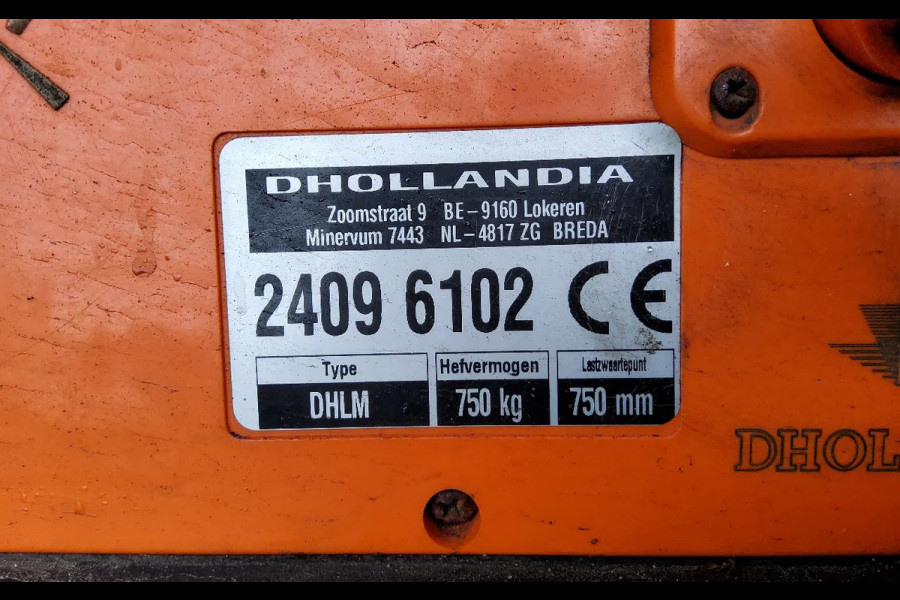 DHOLLANDIA
Zoomstraat 9 BE-9160 Lokeren
Minervum 7443 NL-4817 ZG BREDA
2409 6102 CE
Type Hefvermogen Lastzwaartepunt
DHLM 750 kg 750 mm
DHOL